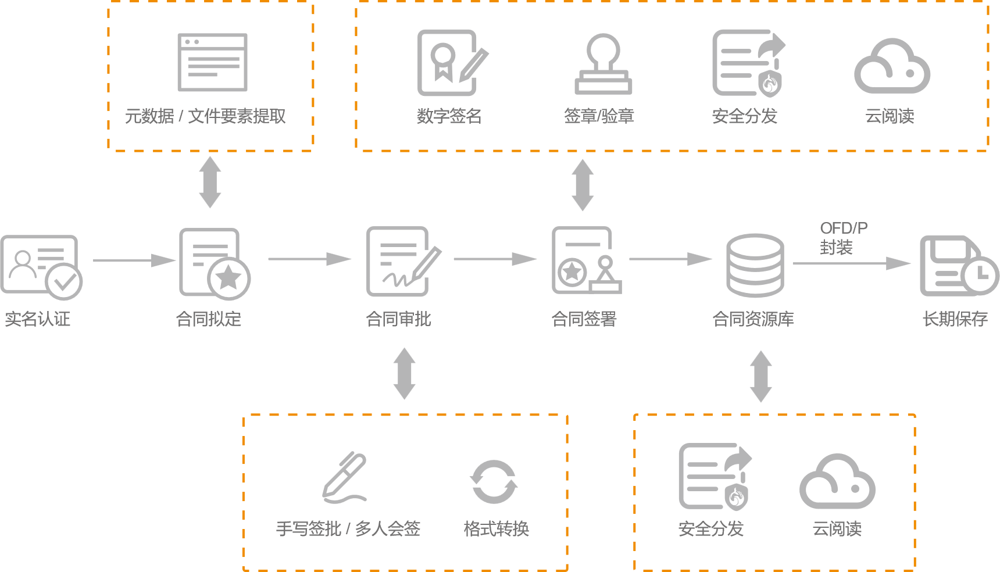 元数据 / 文件要素提取
数字签名
签章/验章
安全分发
云阅读
OFD/P
封装
实名认证
合同拟定
合同审批
合同签署
合同资源库
长期保存
手写签批 / 多人会签
格式转换
安全分发
云阅读